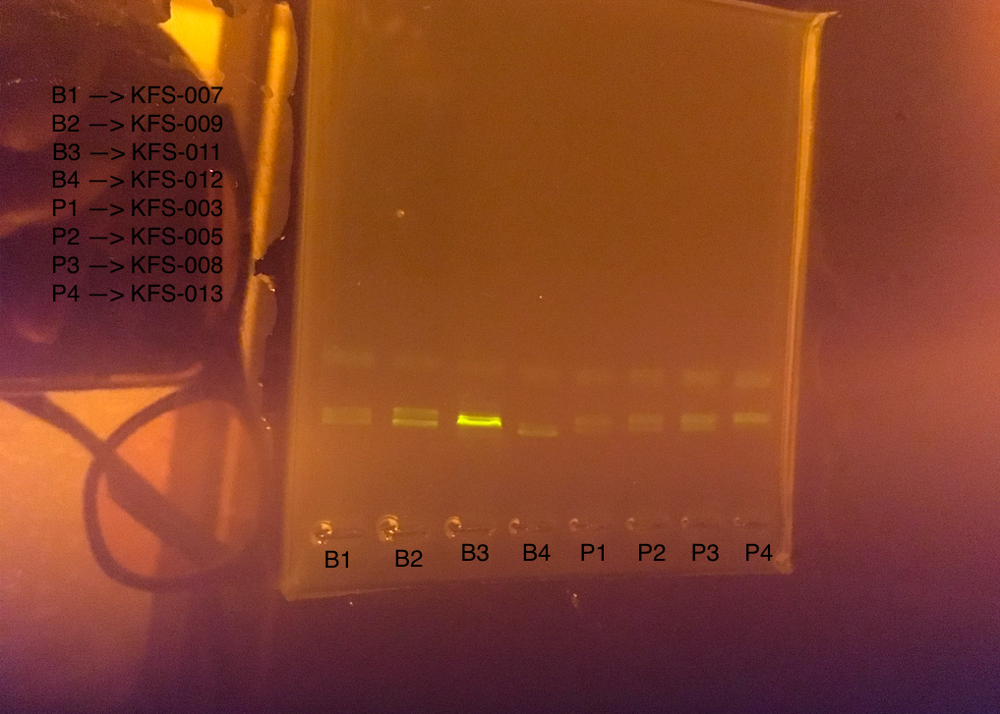 B1 —> KFS-007
B2 —> KFS-009
B3 —> KFS-011
B4 —> KFS-012
P1 —> KFS-003
P2 —> KFS-005
P3 —> KFS-008
P4 —> KFS-013
B1 B2 B3 B4 P1 P2 P3 P4